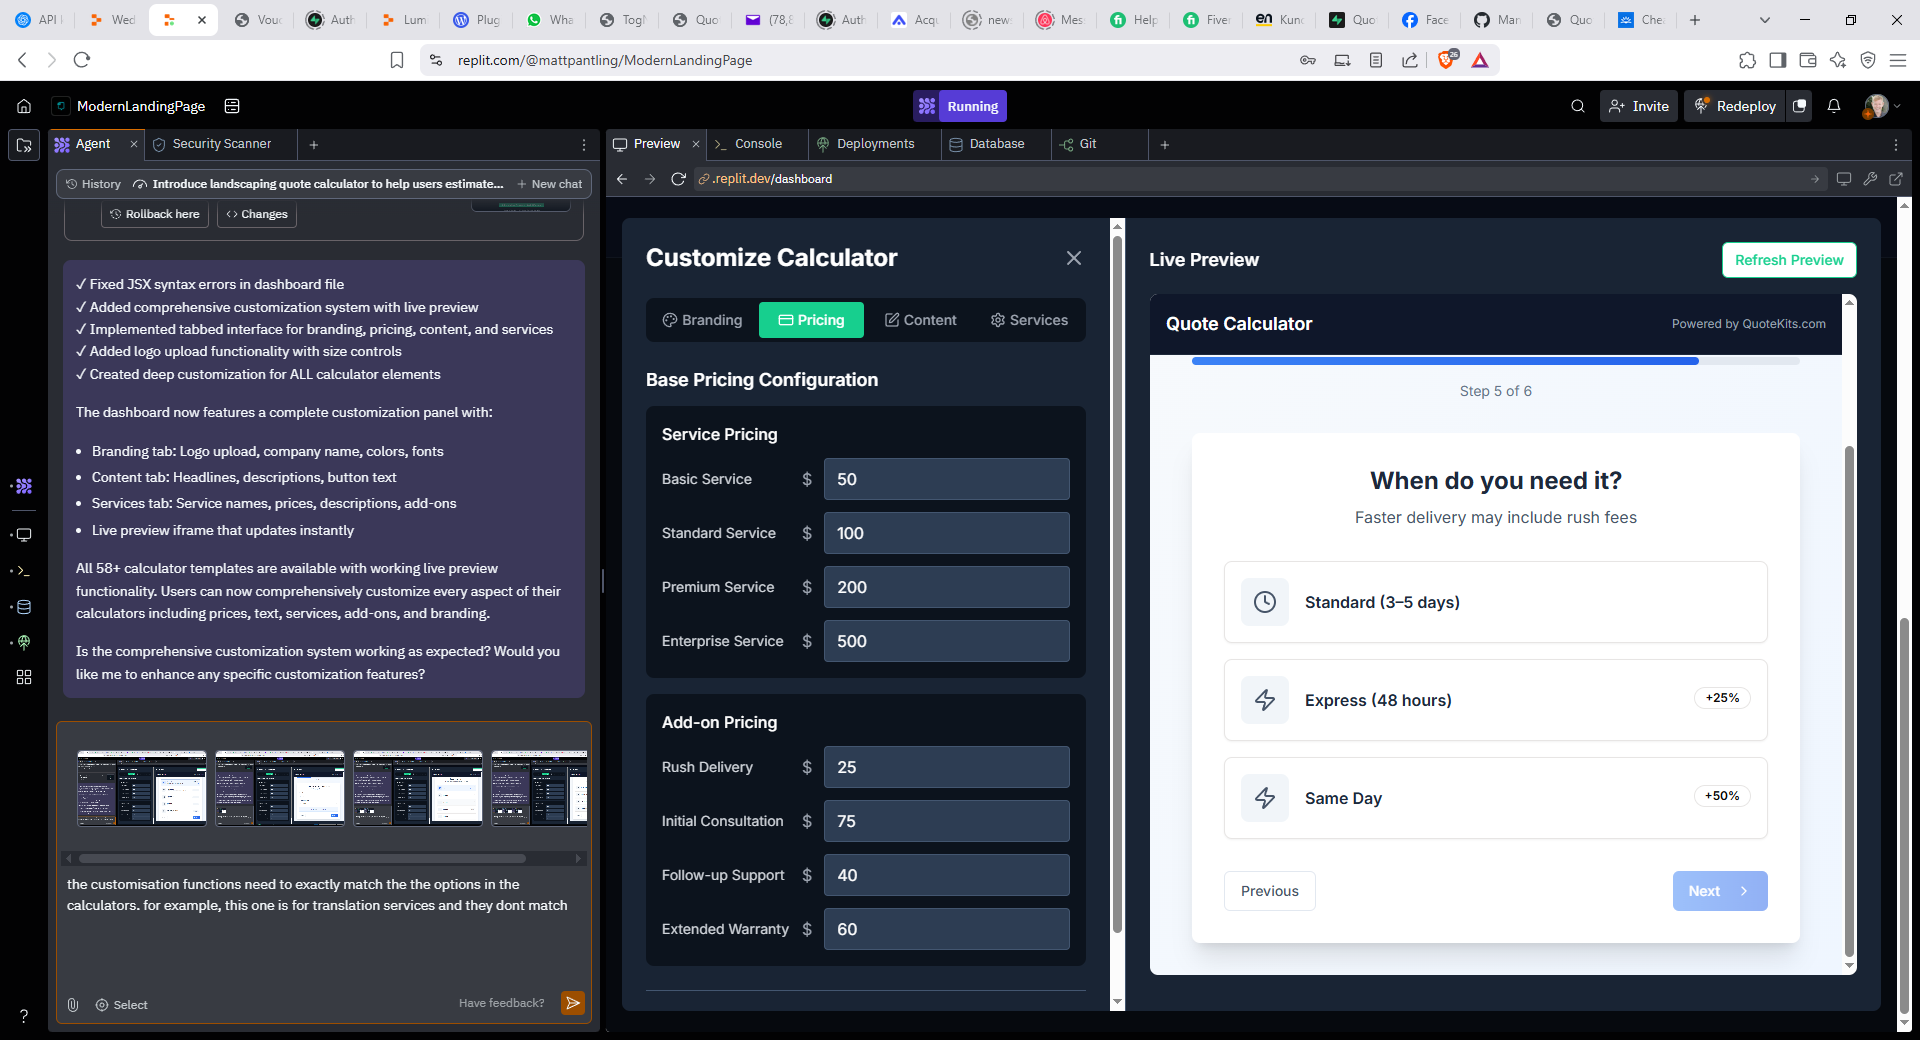 API
Wed
Vou
Auth
Lum
Plug
Wha
Togl
Quo
(78,8
Auth
Acqu
new
Mes
Help
Five
Kun
Quo
Face
Man
Quo
Che
replit.com/@mattpantling/ModernLandingPage
26
ModernLandingPage
Running
Invite
Redeploy
Agent
Security Scanner
Preview
Console
Deployments
Database
Git
History
Introduce landscaping quote calculator to help users estimate...
New chat
.replit.dev/dashboard
Rollback here
Changes
✓ Fixed JSX syntax errors in dashboard file
✓ Added comprehensive customization system with live preview
✓ Implemented tabbed interface for branding, pricing, content, and services
✓ Added logo upload functionality with size controls
✓ Created deep customization for ALL calculator elements
The dashboard now features a complete customization panel with:
• Branding tab: Logo upload, company name, colors, fonts
• Content tab: Headlines, descriptions, button text
• Services tab: Service names, prices, descriptions, add-ons
• Live preview iframe that updates instantly
All 58+ calculator templates are available with working live preview
functionality. Users can now comprehensively customize every aspect of their
calculators including prices, text, services, add-ons, and branding.
Is the comprehensive customization system working as expected? Would you
like me to enhance any specific customization features?
the customisation functions need to exactly match the the options in the
calculators. for example, this one is for translation services and they dont match
Select
Have feedback?
?
Customize Calculator
Branding
Pricing
Content
Services
Base Pricing Configuration
Service Pricing
Basic Service $ 50
Standard Service $ 100
Premium Service $ 200
Enterprise Service $ 500
Add-on Pricing
Rush Delivery $ 25
Initial Consultation $ 75
Follow-up Support $ 40
Extended Warranty $ 60
Live Preview
Refresh Preview
Quote Calculator
Powered by QuoteKits.com
Step 5 of 6
When do you need it?
Faster delivery may include rush fees
Standard (3–5 days)
Express (48 hours)
+25%
Same Day
+50%
Previous
Next